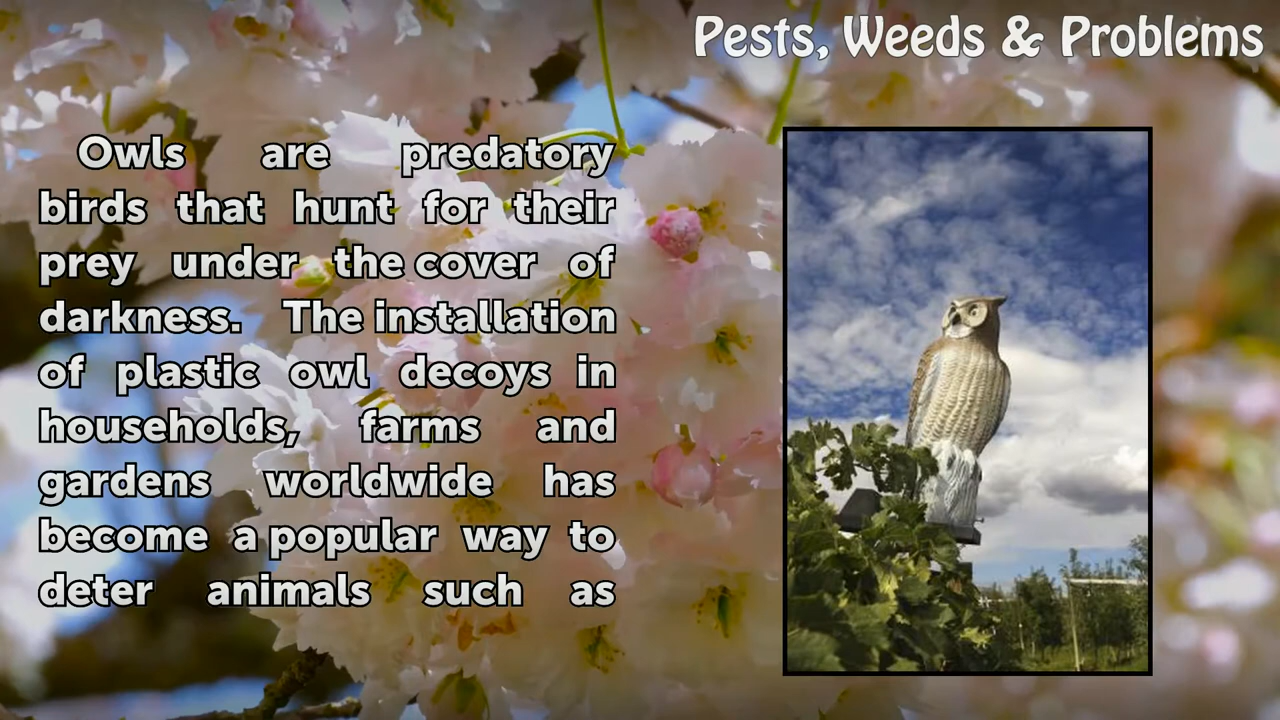 Pests, Weeds & Problems
Owls are predatory
birds that hunt for their
prey under the cover of
darkness. The installation
of plastic owl decoys in
households, farms and
gardens worldwide has
become a popular way to
deter animals such as